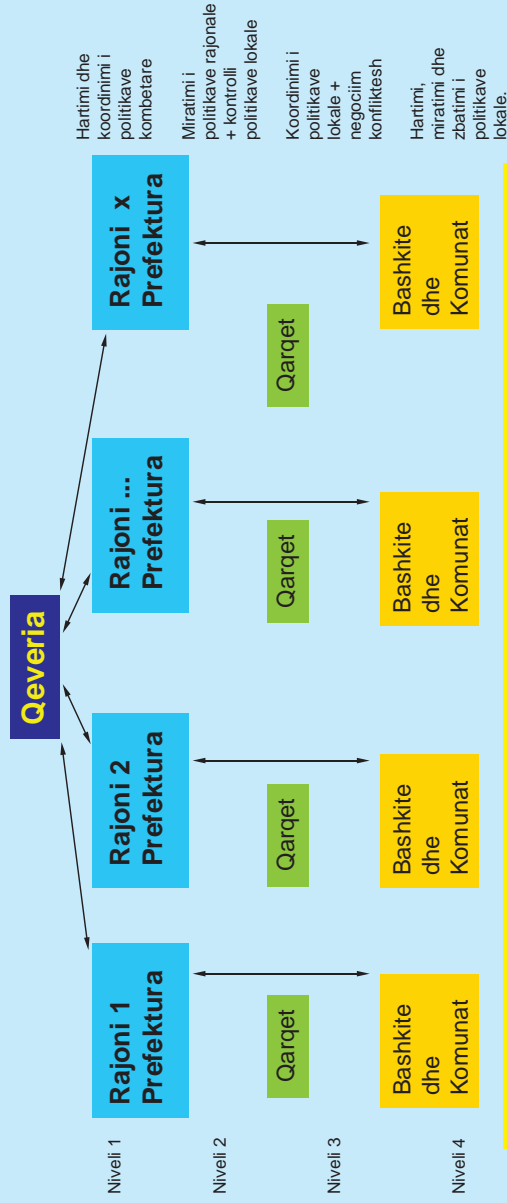 Qeveria
Niveli 1
Rajoni 1
Prefektura
Rajoni 2
Prefektura
Rajoni ...
Prefektura
Rajoni x
Prefektura
Hartimi dhe
koordinimi i
politikave
kombetare
Niveli 2
Miratimi i
politikave rajonale
+ kontrolli
politikave lokale
Niveli 3
Qarqet
Qarqet
Qarqet
Qarqet
Koordinimi i
politikave
lokale +
negociim
konfliktesh
Niveli 4
Bashkite
dhe
Komunat
Bashkite
dhe
Komunat
Bashkite
dhe
Komunat
Bashkite
dhe
Komunat
Hartimi,
miratimi dhe
zbatimi i
politikave
lokale.